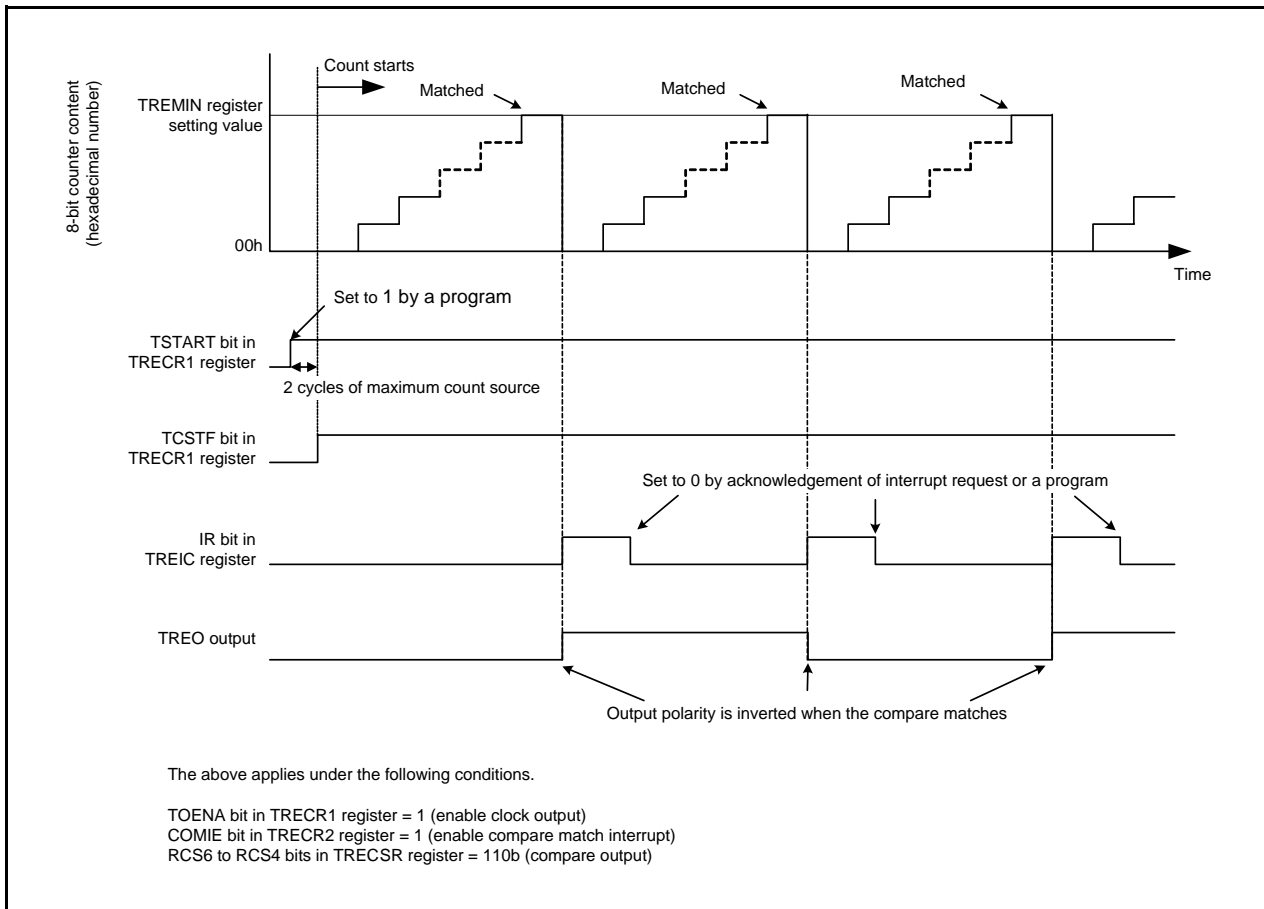 8-bit counter content
(hexadecimal number)
Count starts
Matched
Matched
Matched
TREMIN register
setting value
00h
Time
Set to 1 by a program
TSTART bit in
TRECR1 register
2 cycles of maximum count source
TCSTF bit in
TRECR1 register
Set to 0 by acknowledgement of interrupt request or a program
IR bit in
TREIC register
TREO output
Output polarity is inverted when the compare matches
The above applies under the following conditions.
TOENA bit in TRECR1 register = 1 (enable clock output)
COMIE bit in TRECR2 register = 1 (enable compare match interrupt)
RCS6 to RCS4 bits in TRECSR register = 110b (compare output)